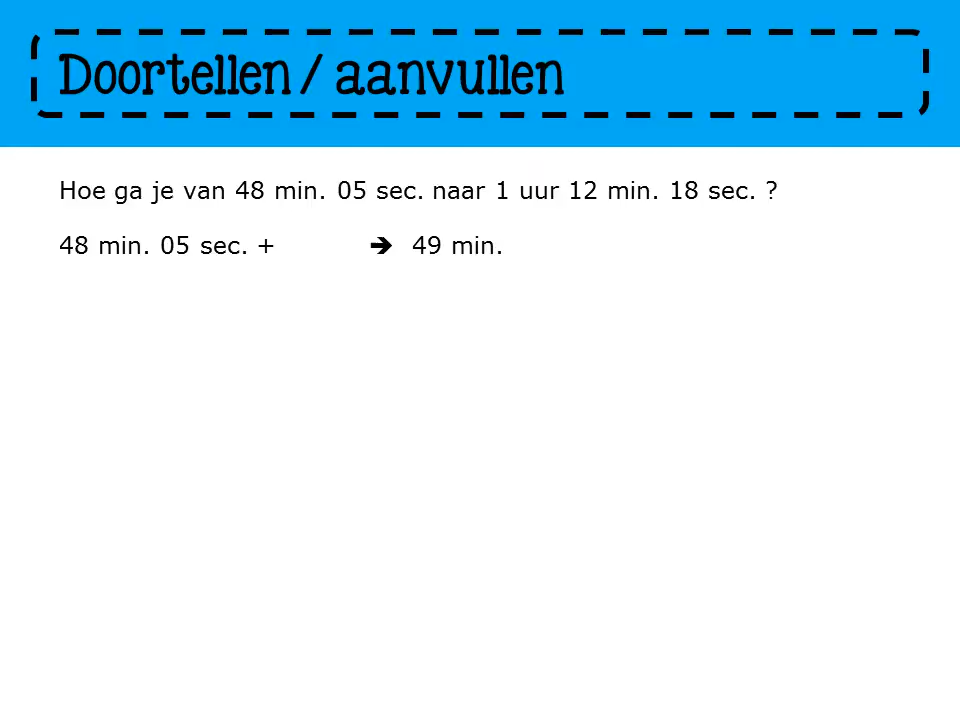 Doortellen / aanvullen
Hoe ga je van 48 min. 05 sec. naar 1 uur 12 min. 18 sec. ?
48 min. 05 sec. + ➔ 49 min.